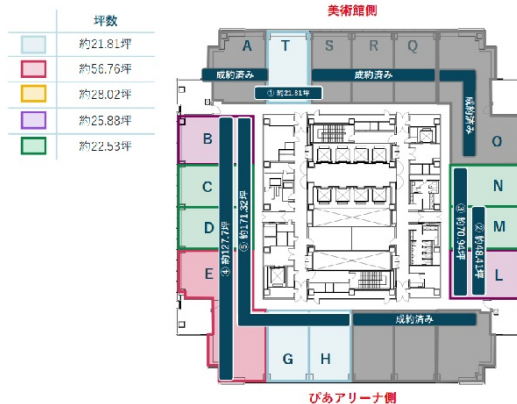 美術館側
坪数
約21.81坪
約56.76坪
約28.02坪
約25.88坪
約22.53坪
A
T
S
R
Q
成約済み
成約済み
① 約21.81坪
成約済み
O
B
C
D
E
④ 約127.7坪
⑤ 約171.32坪
N
M
L
③ 約70.94坪
② 約48.41坪
成約済み
G
H
ぴあアリーナ側